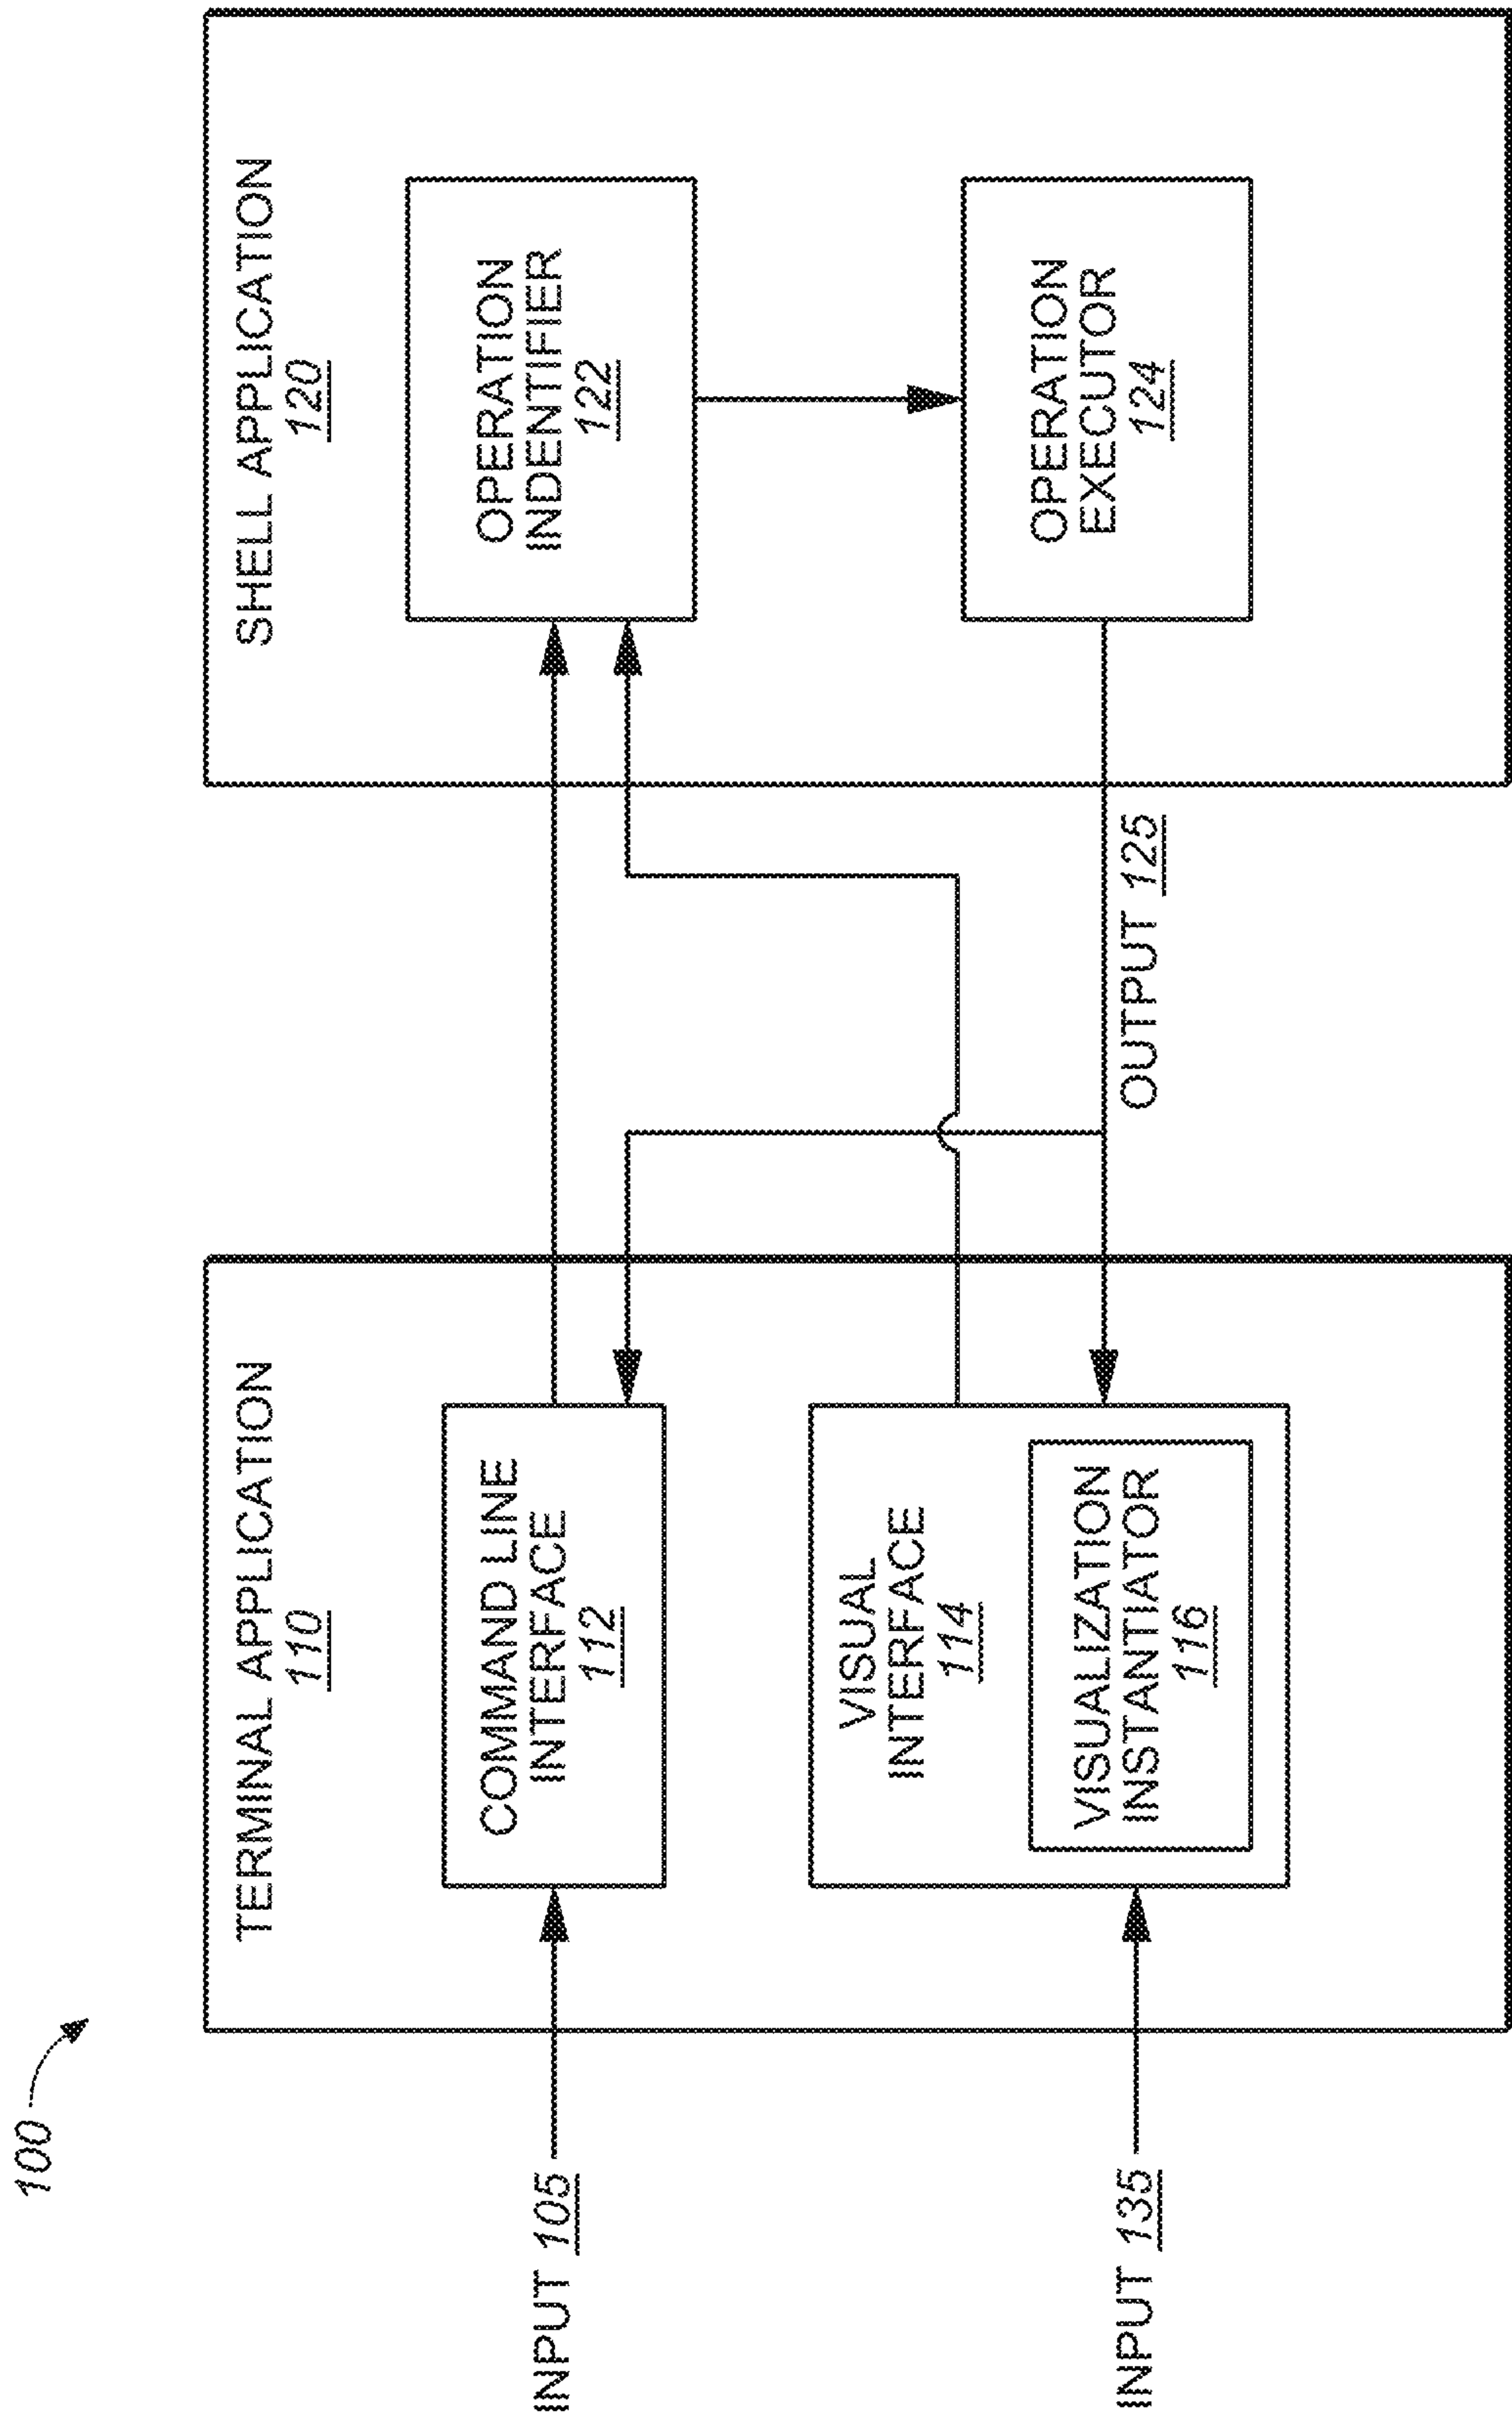 100
TERMINAL APPLICATION
110
INPUT 105
COMMAND LINE
INTERFACE
112
INPUT 135
VISUAL
INTERFACE
114
VISUALIZATION
INSTANTIATOR
116
OUTPUT 125
SHELL APPLICATION
120
OPERATION
INDENTIFIER
122
OPERATION
EXECUTOR
124